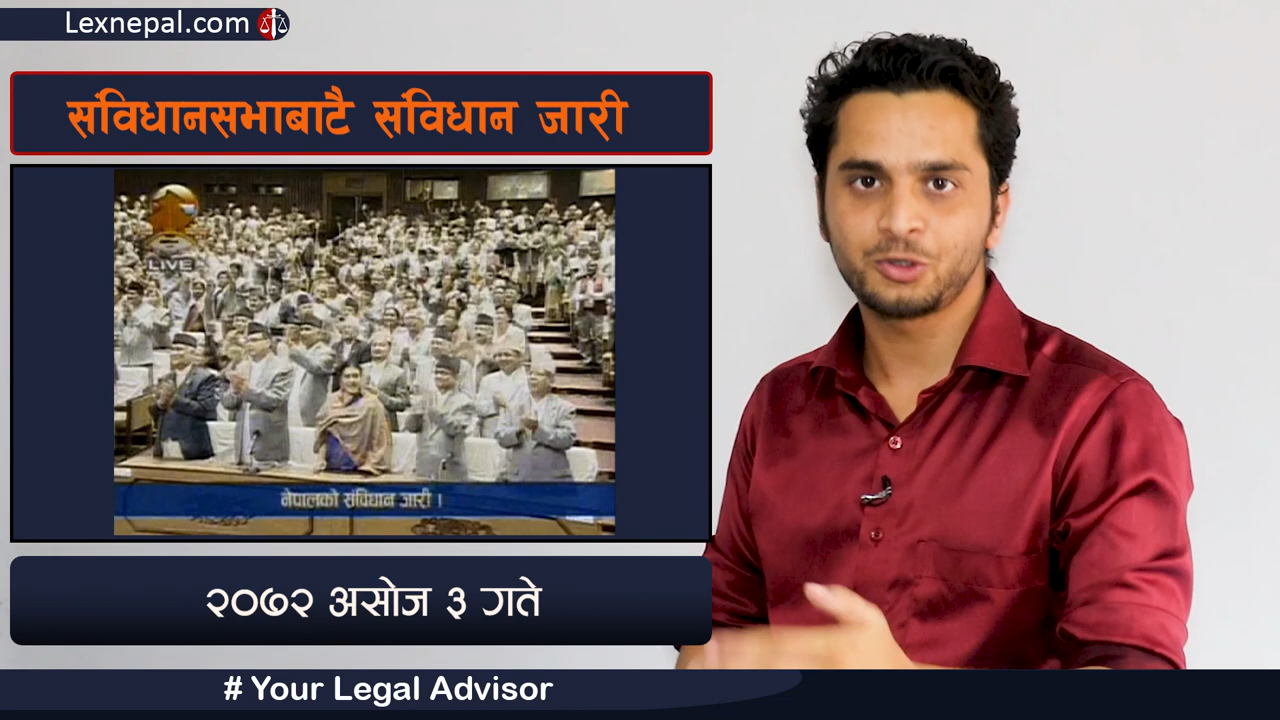 Lexnepal.com
संविधानसभाबाटै संविधान जारी
LIVE
नेपालको संविधान जारी ।
२०७२ असोज ३ गते
# Your Legal Advisor